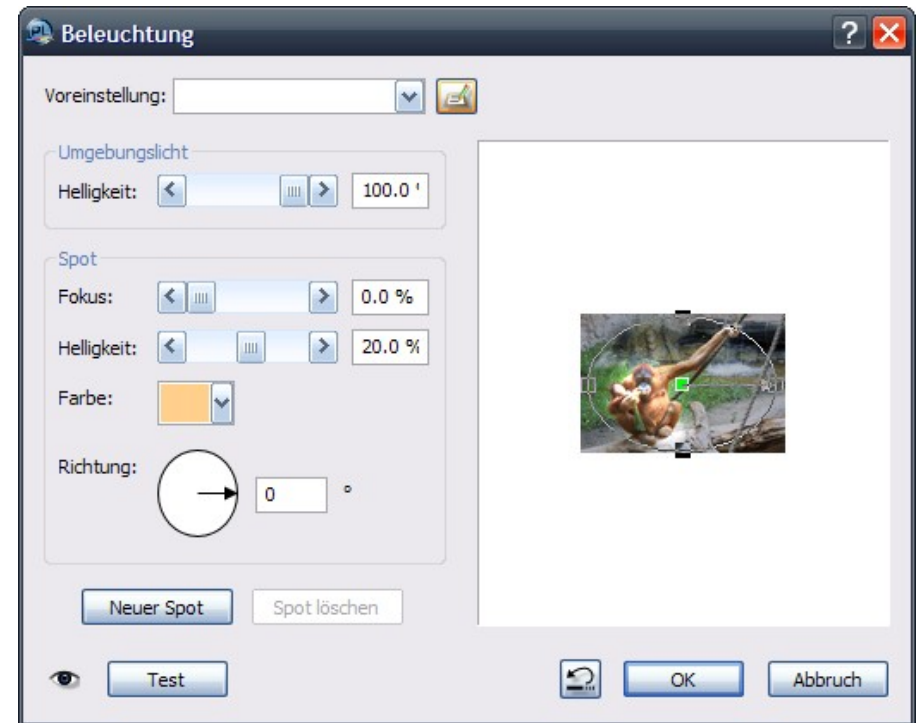 Beleuchtung
Voreinstellung:
Umgebungslicht
Helligkeit: 100.0
Spot
Fokus: 0.0 %
Helligkeit: 20.0 %
Farbe:
Richtung: 0 °
Neuer Spot Spot löschen
Test OK Abbruch